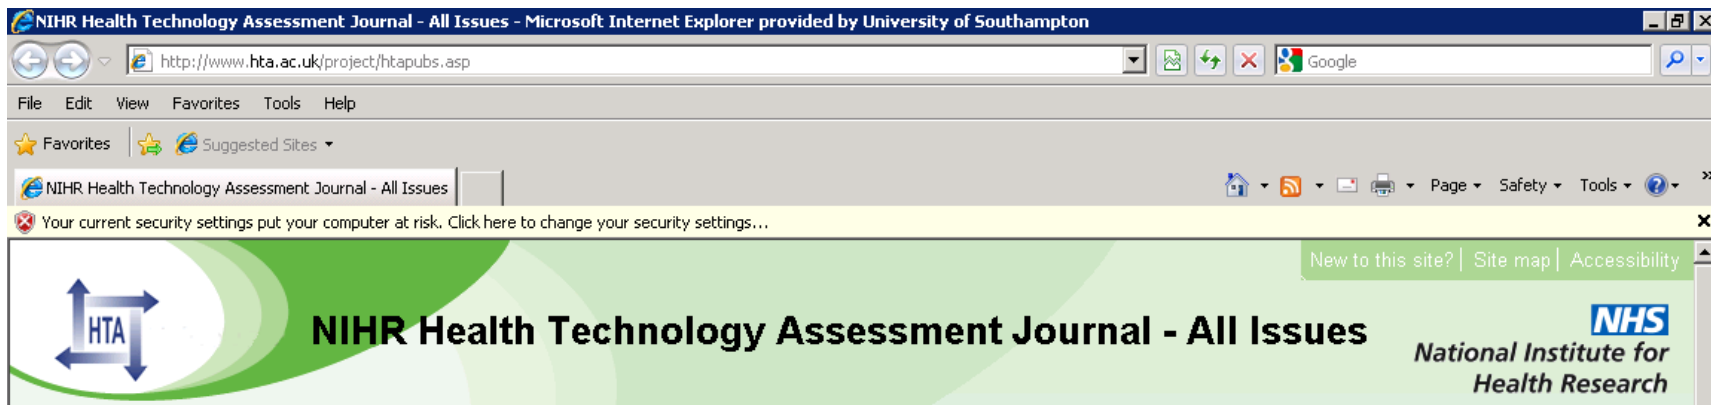 NIHR Health Technology Assessment Journal - All Issues - Microsoft Internet Explorer provided by University of Southampton
http://www.hta.ac.uk/project/htapubs.asp
Google
File Edit View Favorites Tools Help
Favorites Suggested Sites
NIHR Health Technology Assessment Journal - All Issues
Page Safety Tools
Your current security settings put your computer at risk. Click here to change your security settings...
New to this site? | Site map | Accessibility
HTA
NIHR Health Technology Assessment Journal - All Issues
NHS
National Institute for
Health Research